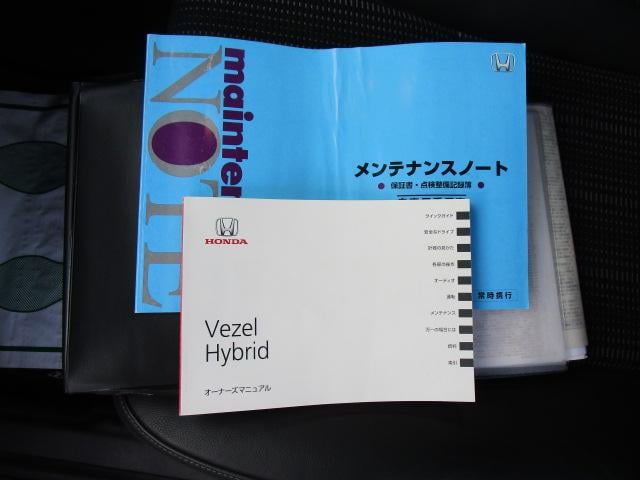 mainte
NOTE
メンテナンスノート
● 保証書・点検整備記録簿 ●
常時携行
HONDA
クイックガイド
安全なドライブ
計器の見かた
各部の操作
オーディオ
運転
メンテナンス
万一の場合には
資料
索引
Vezel
Hybrid
オーナーズマニュアル